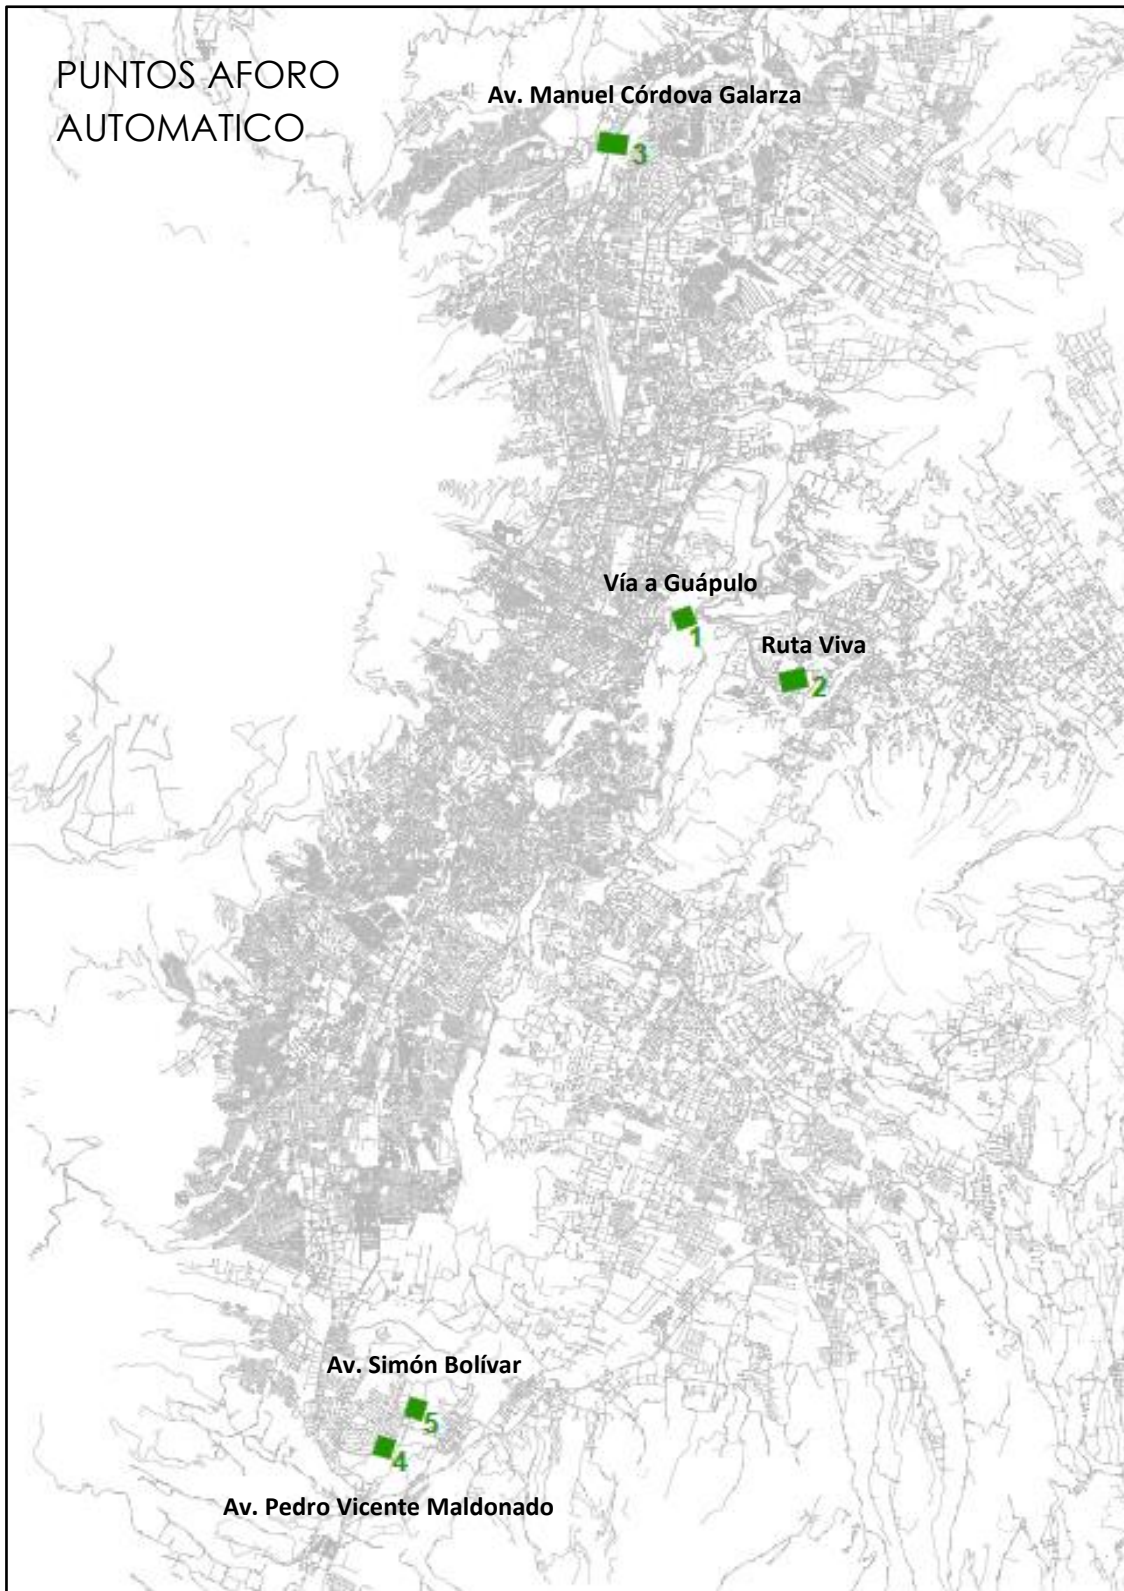 PUNTOS AFORO
AUTOMATICO
Av. Manuel Córdova Galarza
3
Vía a Guápulo
1
Ruta Viva
2
Av. Simón Bolívar
5
4
Av. Pedro Vicente Maldonado